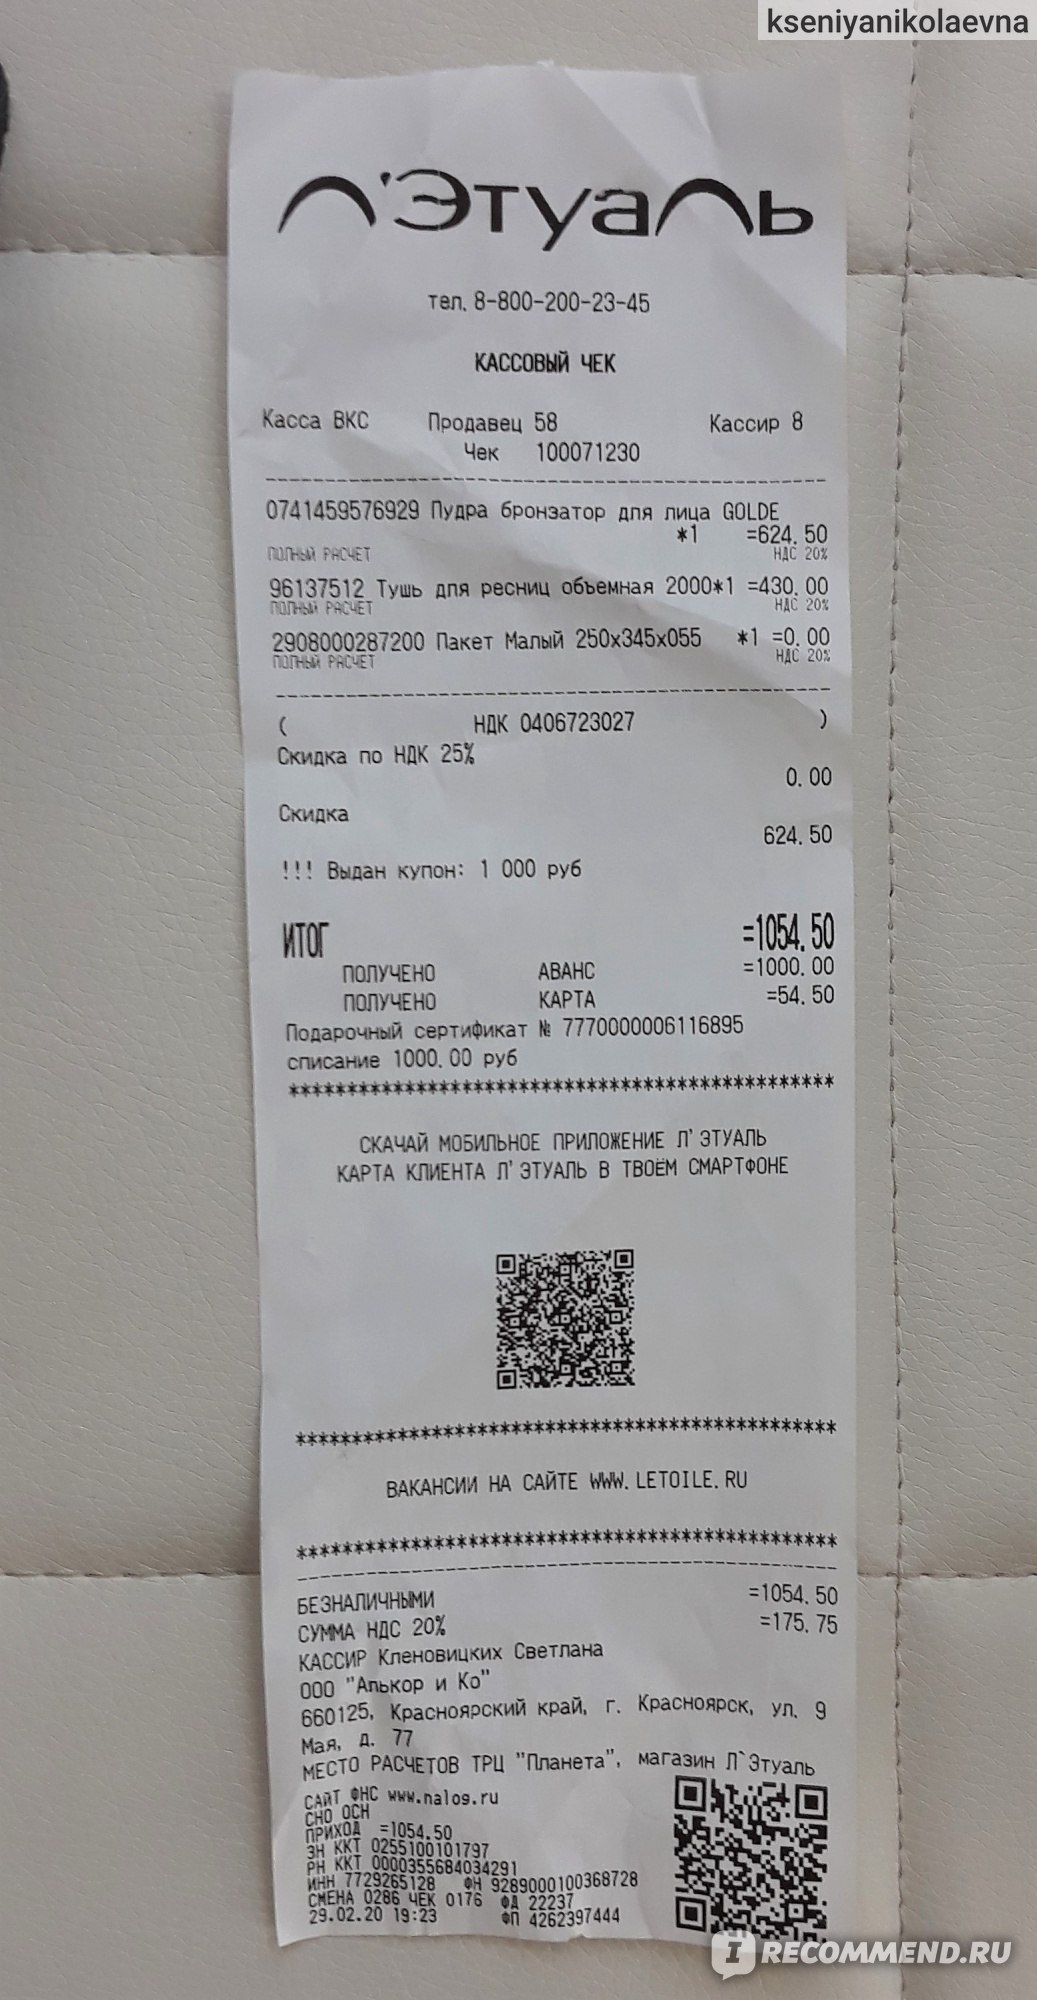 kseniyanikolaevna
Л'Этуаль
тел. 8-800-200-23-45
КАССОВЫЙ ЧЕК
Касса ВКС Продавец 58 Кассир 8
Чек 100071230
0741459576929 Пудра бронзатор для лица GOLDE
*1 =624.50
ПОЛНЫЙ РАСЧЕТ НДС 20%
96137512 Тушь для ресниц объемная 2000*1 =430.00
ПОЛНЫЙ РАСЧЕТ НДС 20%
2908000287200 Пакет Малый 250x345x055 *1 =0.00
ПОЛНЫЙ РАСЧЕТ НДС 20%
( НДК 0406723027 )
Скидка по НДК 25%
0.00
Скидка
624.50
!!! Выдан купон: 1 000 руб
ИТОГ =1054.50
ПОЛУЧЕНО АВАНС =1000.00
ПОЛУЧЕНО КАРТА =54.50
Подарочный сертификат № 7770000006116895
списание 1000.00 руб
************************************************
СКАЧАЙ МОБИЛЬНОЕ ПРИЛОЖЕНИЕ Л'ЭТУАЛЬ
КАРТА КЛИЕНТА Л'ЭТУАЛЬ В ТВОЁМ СМАРТФОНЕ
************************************************
ВАКАНСИИ НА САЙТЕ WWW.LETOILE.RU
************************************************
БЕЗНАЛИЧНЫМИ =1054.50
СУММА НДС 20% =175.75
КАССИР Кленовицких Светлана
ООО "Алькор и Ко"
660125, Красноярский край, г. Красноярск, ул. 9
Мая, д. 77
МЕСТО РАСЧЕТОВ ТРЦ "Планета", магазин Л`Этуаль
САЙТ ФНС www.nalog.ru
СНО ОСН
ПРИХОД =1054.50
ЗН ККТ 0255100101797
РН ККТ 0000355684034291
ИНН 7729265128 ФН 9289000100368728
СМЕНА 0286 ЧЕК 0176 ФД 22237
29.02.20 19:23 ФП 4262397444
IRECOMMEND.RU